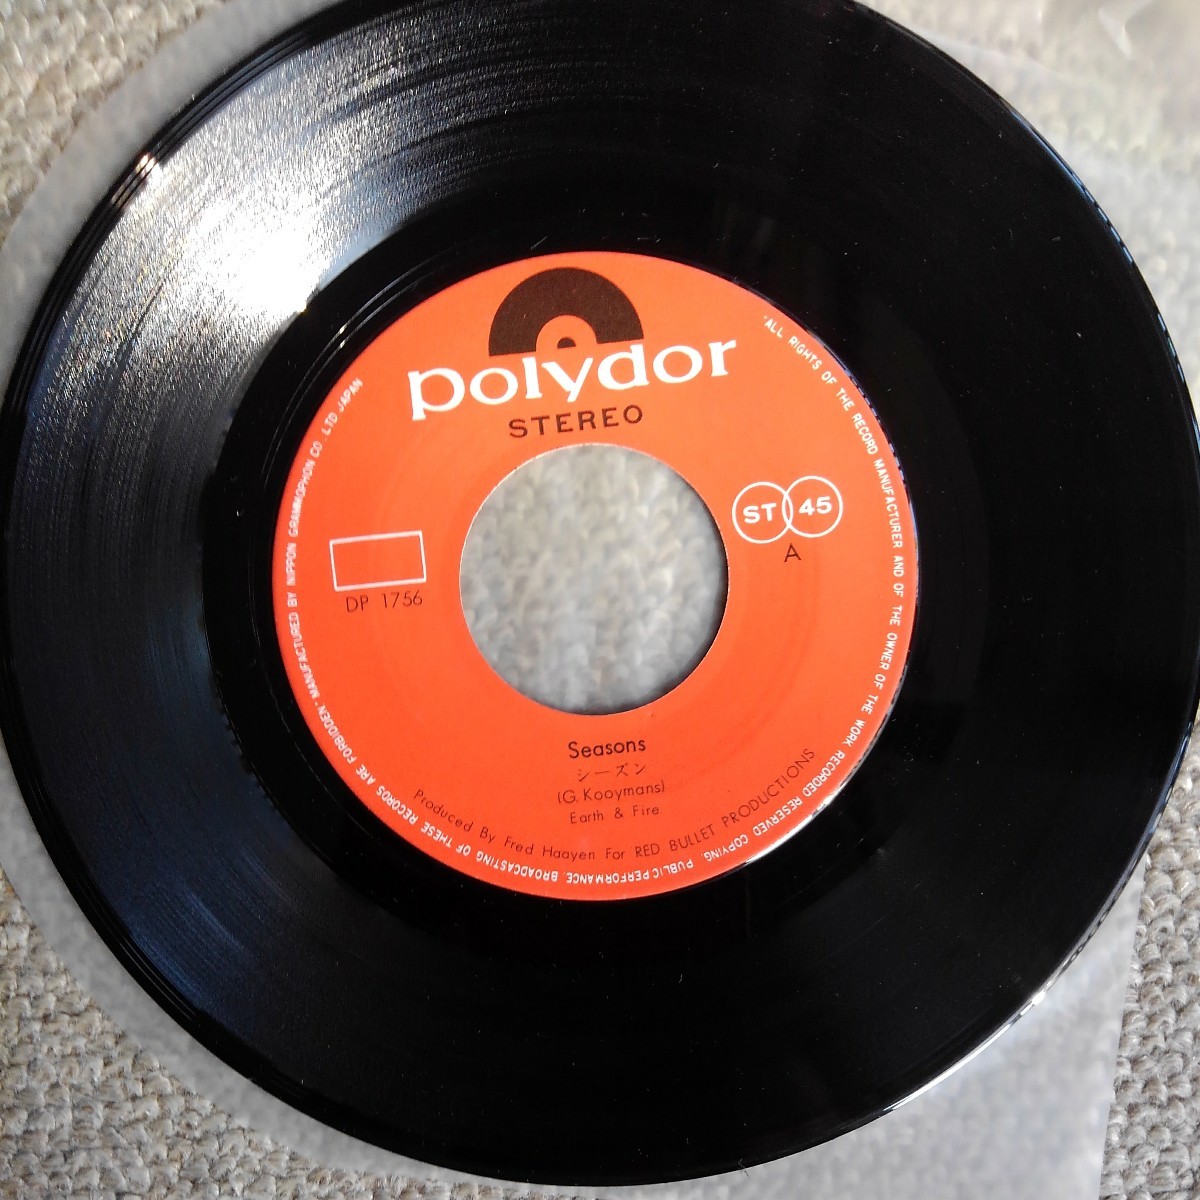 polydor
STEREO
ST 45
A
DP 1756
Seasons
シーズン
(G. Kooymans)
Earth & Fire
Produced By Fred Haayen For RED BULLET PRODUCTIONS
"ALL RIGHTS OF THE RECORD MANUFACTURER AND OF THE OWNER OF THE WORK RECORDED RESERVED COPYING. PUBLIC PERFORMANCE. BROADCASTING OF THESE RECORDS ARE FORBIDDEN" MANUFACTURED BY NIPPON GRAMMOPHON CO., LTD JAPAN